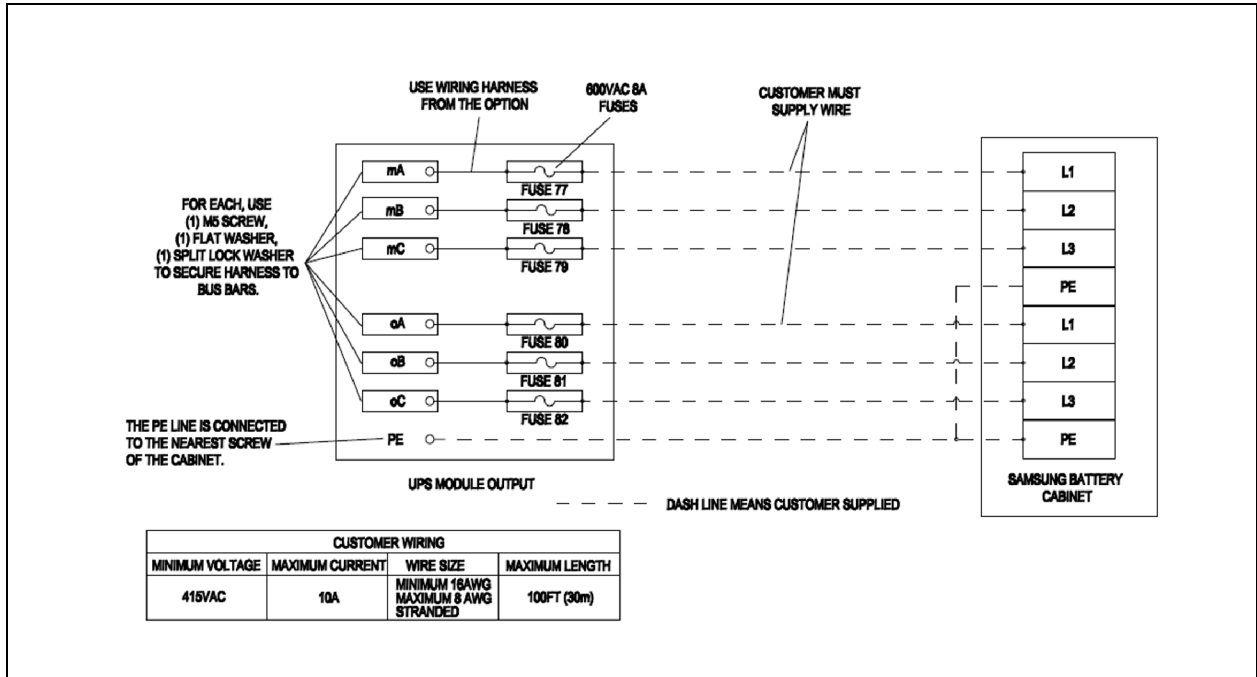 USE WIRING HARNESS
FROM THE OPTION
600VAC 8A
FUSES
CUSTOMER MUST
SUPPLY WIRE
FOR EACH, USE
(1) M5 SCREW,
(1) FLAT WASHER,
(1) SPLIT LOCK WASHER
TO SECURE HARNESS TO
BUS BARS.
mA
FUSE 77
mB
FUSE 78
mC
FUSE 79
oA
FUSE 80
oB
FUSE 81
oC
FUSE 82
PE
THE PE LINE IS CONNECTED
TO THE NEAREST SCREW
OF THE CABINET.
UPS MODULE OUTPUT
L1
L2
L3
PE
L1
L2
L3
PE
SAMSUNG BATTERY
CABINET
DASH LINE MEANS CUSTOMER SUPPLIED
CUSTOMER WIRING
MINIMUM VOLTAGE MAXIMUM CURRENT WIRE SIZE MAXIMUM LENGTH
415VAC 10A MINIMUM 16AWG
MAXIMUM 8 AWG
STRANDED
100FT (30m)